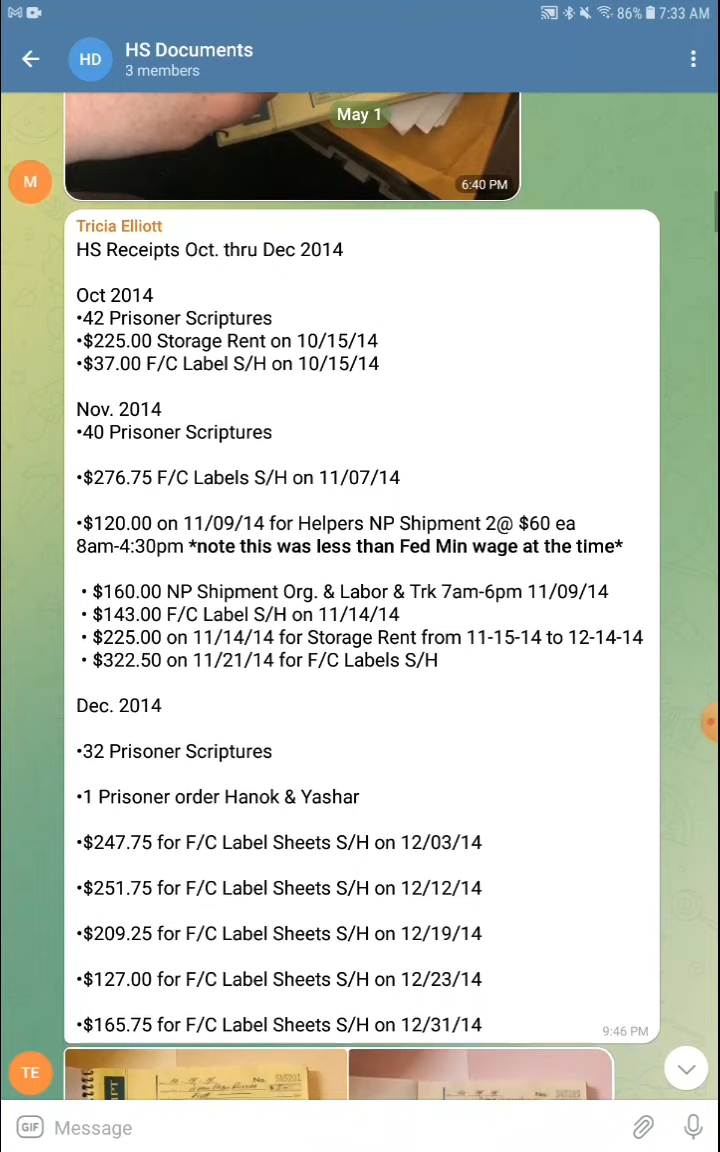 86% 7:33 AM
HD
HS Documents
3 members
May 1
M
6:40 PM
Tricia Elliott
HS Receipts Oct. thru Dec 2014
Oct 2014
•42 Prisoner Scriptures
•$225.00 Storage Rent on 10/15/14
•$37.00 F/C Label S/H on 10/15/14
Nov. 2014
•40 Prisoner Scriptures
•$276.75 F/C Labels S/H on 11/07/14
•$120.00 on 11/09/14 for Helpers NP Shipment 2@ $60 ea
8am-4:30pm *note this was less than Fed Min wage at the time*
• $160.00 NP Shipment Org. & Labor & Trk 7am-6pm 11/09/14
• $143.00 F/C Label S/H on 11/14/14
• $225.00 on 11/14/14 for Storage Rent from 11-15-14 to 12-14-14
• $322.50 on 11/21/14 for F/C Labels S/H
Dec. 2014
•32 Prisoner Scriptures
•1 Prisoner order Hanok & Yashar
•$247.75 for F/C Label Sheets S/H on 12/03/14
•$251.75 for F/C Label Sheets S/H on 12/12/14
•$209.25 for F/C Label Sheets S/H on 12/19/14
•$127.00 for F/C Label Sheets S/H on 12/23/14
•$165.75 for F/C Label Sheets S/H on 12/31/14
9:46 PM
TE
No.
GIF Message